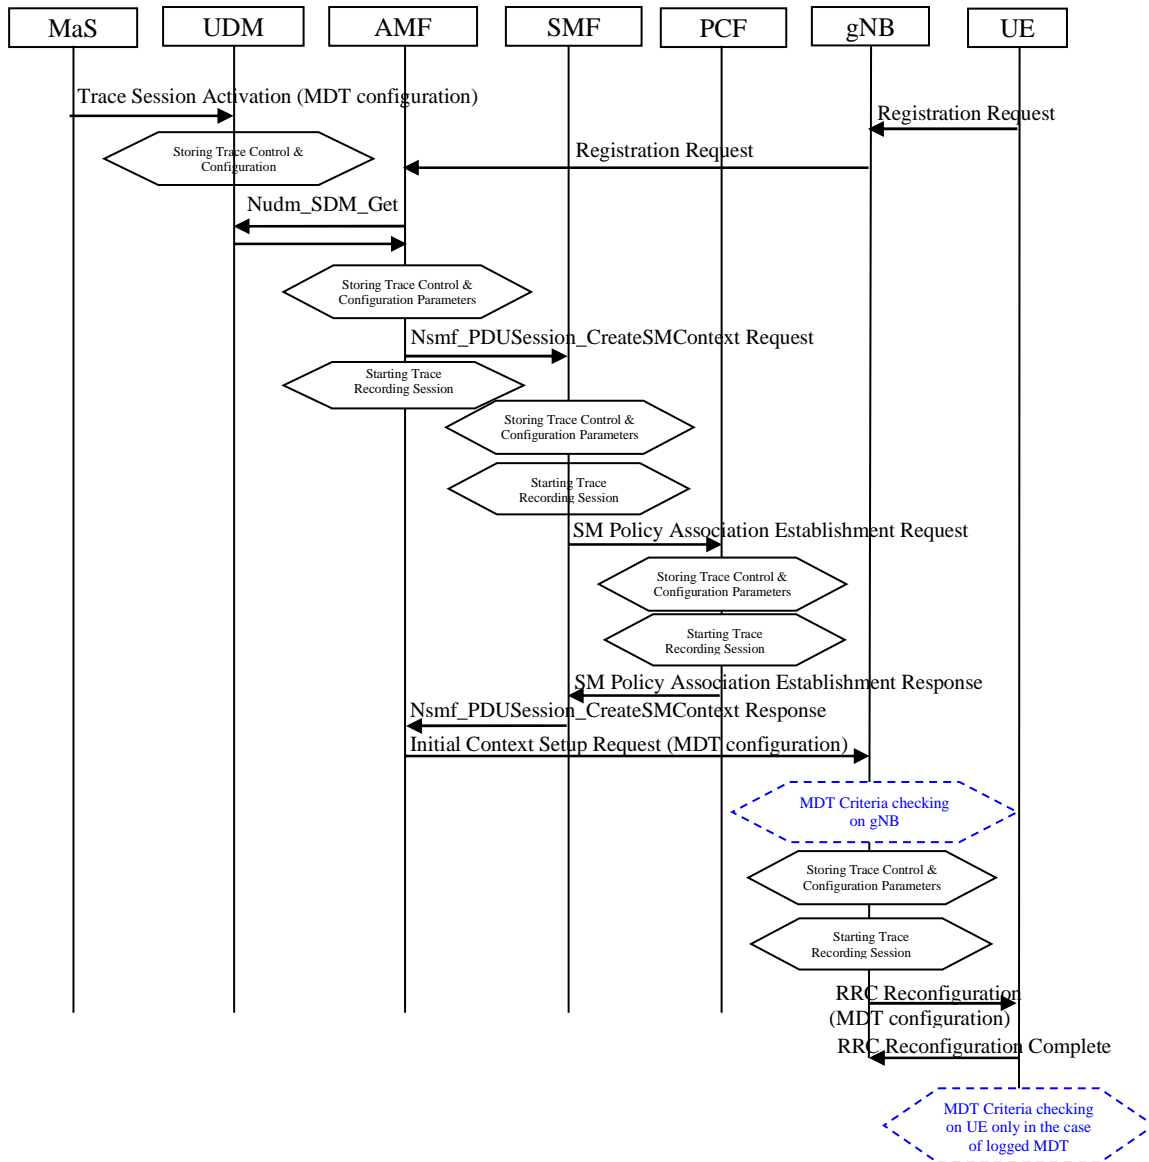 MaS
UDM
AMF
SMF
PCF
gNB
UE
Trace Session Activation (MDT configuration)
Registration Request
Storing Trace Control &
Configuration
Registration Request
Nudm_SDM_Get
Storing Trace Control &
Configuration Parameters
Nsmf_PDUSession_CreateSMContext Request
Starting Trace
Recording Session
Storing Trace Control &
Configuration Parameters
Starting Trace
Recording Session
SM Policy Association Establishment Request
Storing Trace Control &
Configuration Parameters
Starting Trace
Recording Session
SM Policy Association Establishment Response
Nsmf_PDUSession_CreateSMContext Response
Initial Context Setup Request (MDT configuration)
MDT Criteria checking
on gNB
Storing Trace Control &
Configuration Parameters
Starting Trace
Recording Session
RRC Reconfiguration
(MDT configuration)
RRC Reconfiguration Complete
MDT Criteria checking
on UE only in the case
of logged MDT